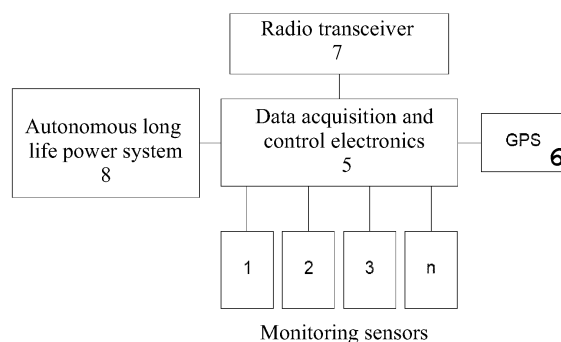 Radio transceiver
7
Autonomous long
life power system
8
Data acquisition and
control electronics
5
GPS 6
1 2 3 n
Monitoring sensors